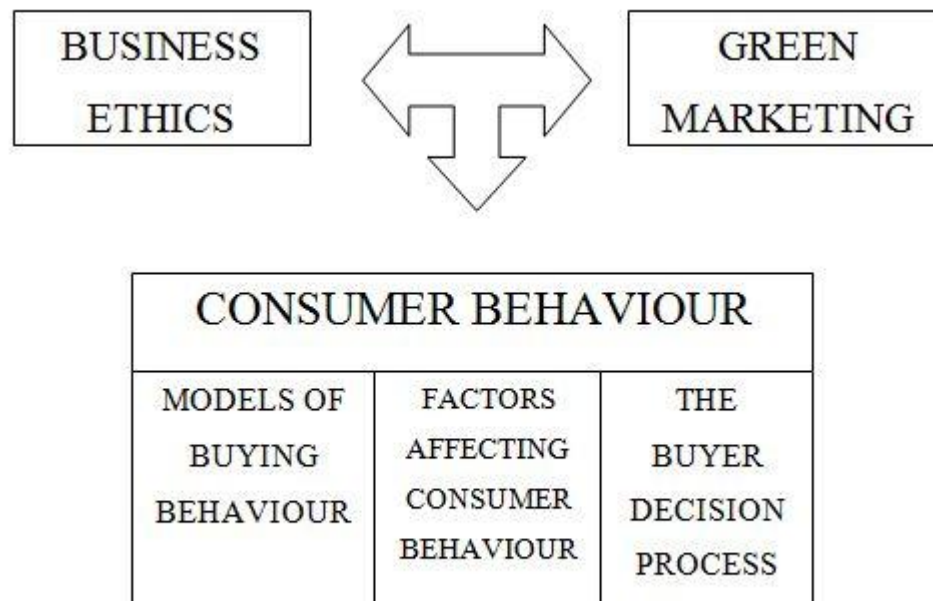 BUSINESS
ETHICS
GREEN
MARKETING
CONSUMER BEHAVIOUR
MODELS OF
BUYING
BEHAVIOUR
FACTORS
AFFECTING
CONSUMER
BEHAVIOUR
THE
BUYER
DECISION
PROCESS